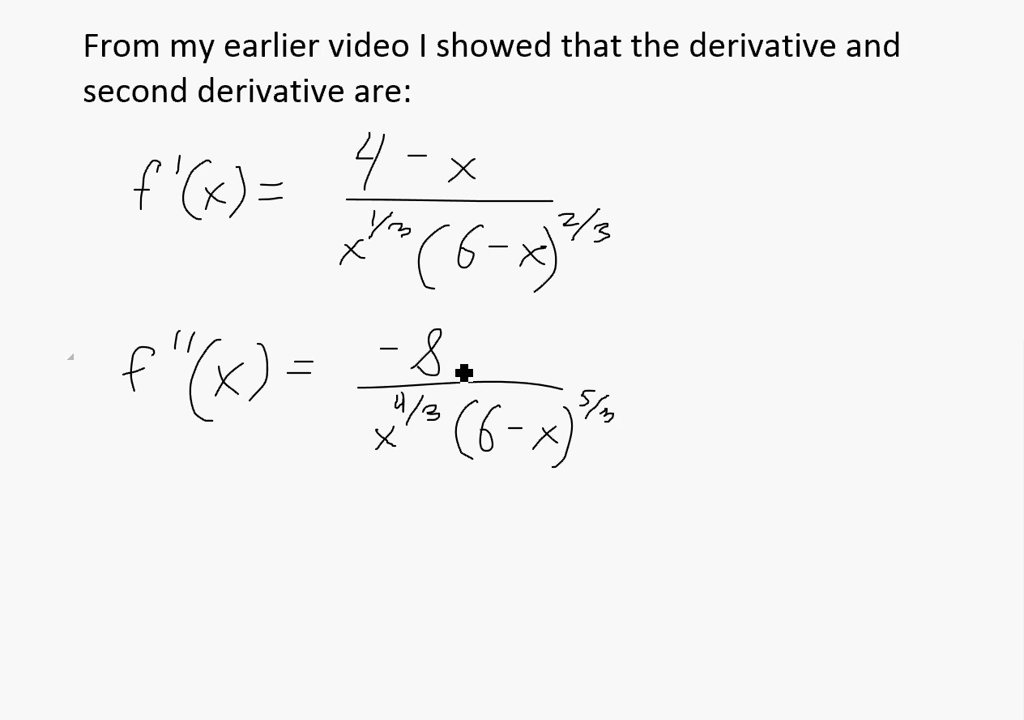 From my earlier video I showed that the derivative and
second derivative are:
f'(x) = 4 - x / x^1/3 (6 - x)^2/3
f''(x) = -8 / x^4/3 (6 - x)^5/3